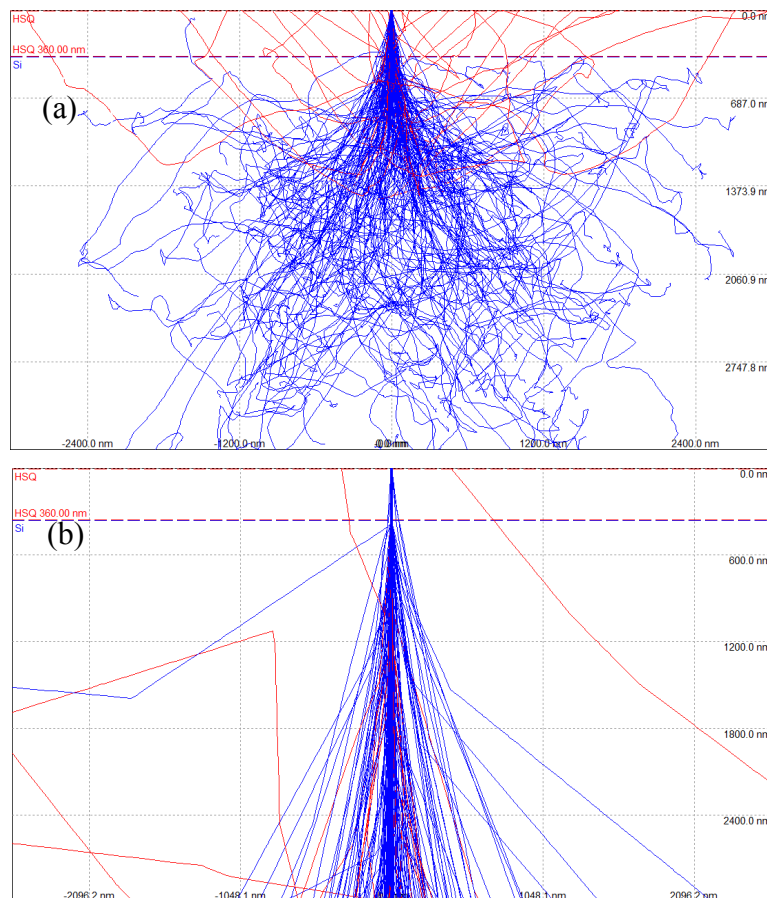 HSQ
0.0 nm
HSQ 360.00 nm
Si
(a)
687.0 nm
1373.9 nm
2060.9 nm
2747.8 nm
-2400.0 nm
-1200.0 nm
1200.0 nm
2400.0 nm
HSQ
0.0 nm
HSQ 360.00 nm
Si
(b)
600.0 nm
1200.0 nm
1800.0 nm
2400.0 nm
-2096.2 nm
-1048.1 nm
1048.1 nm
2096.2 nm